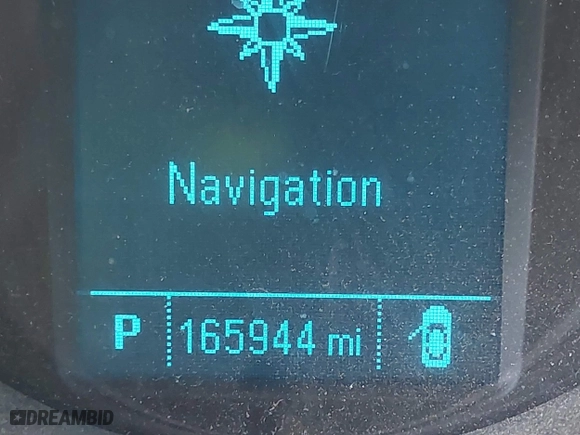 Navigation
P 165944 mi
DREAMBID